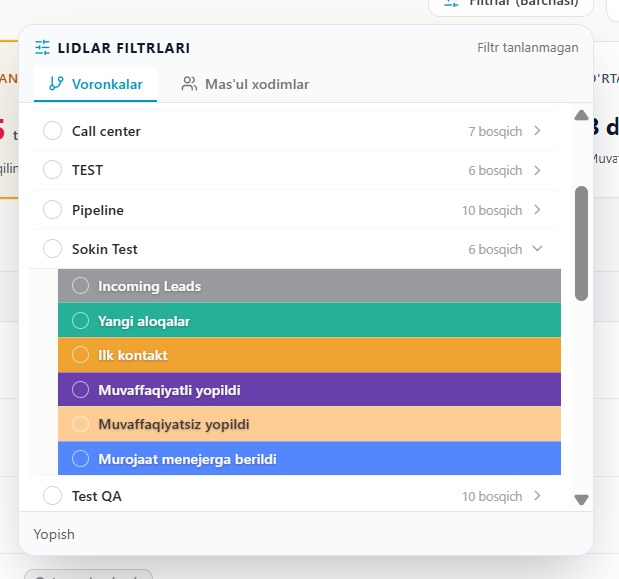 Filtrlar (Barchasi)
LIDLAR FILTRLARI
Filtr tanlanmagan
Voronkalar
Mas'ul xodimlar
Call center
7 bosqich
TEST
6 bosqich
Pipeline
10 bosqich
Sokin Test
6 bosqich
Incoming Leads
Yangi aloqalar
Ilk kontakt
Muvaffaqiyatli yopildi
Muvaffaqiyatsiz yopildi
Murojaat menejerga berildi
Test QA
10 bosqich
Yopish